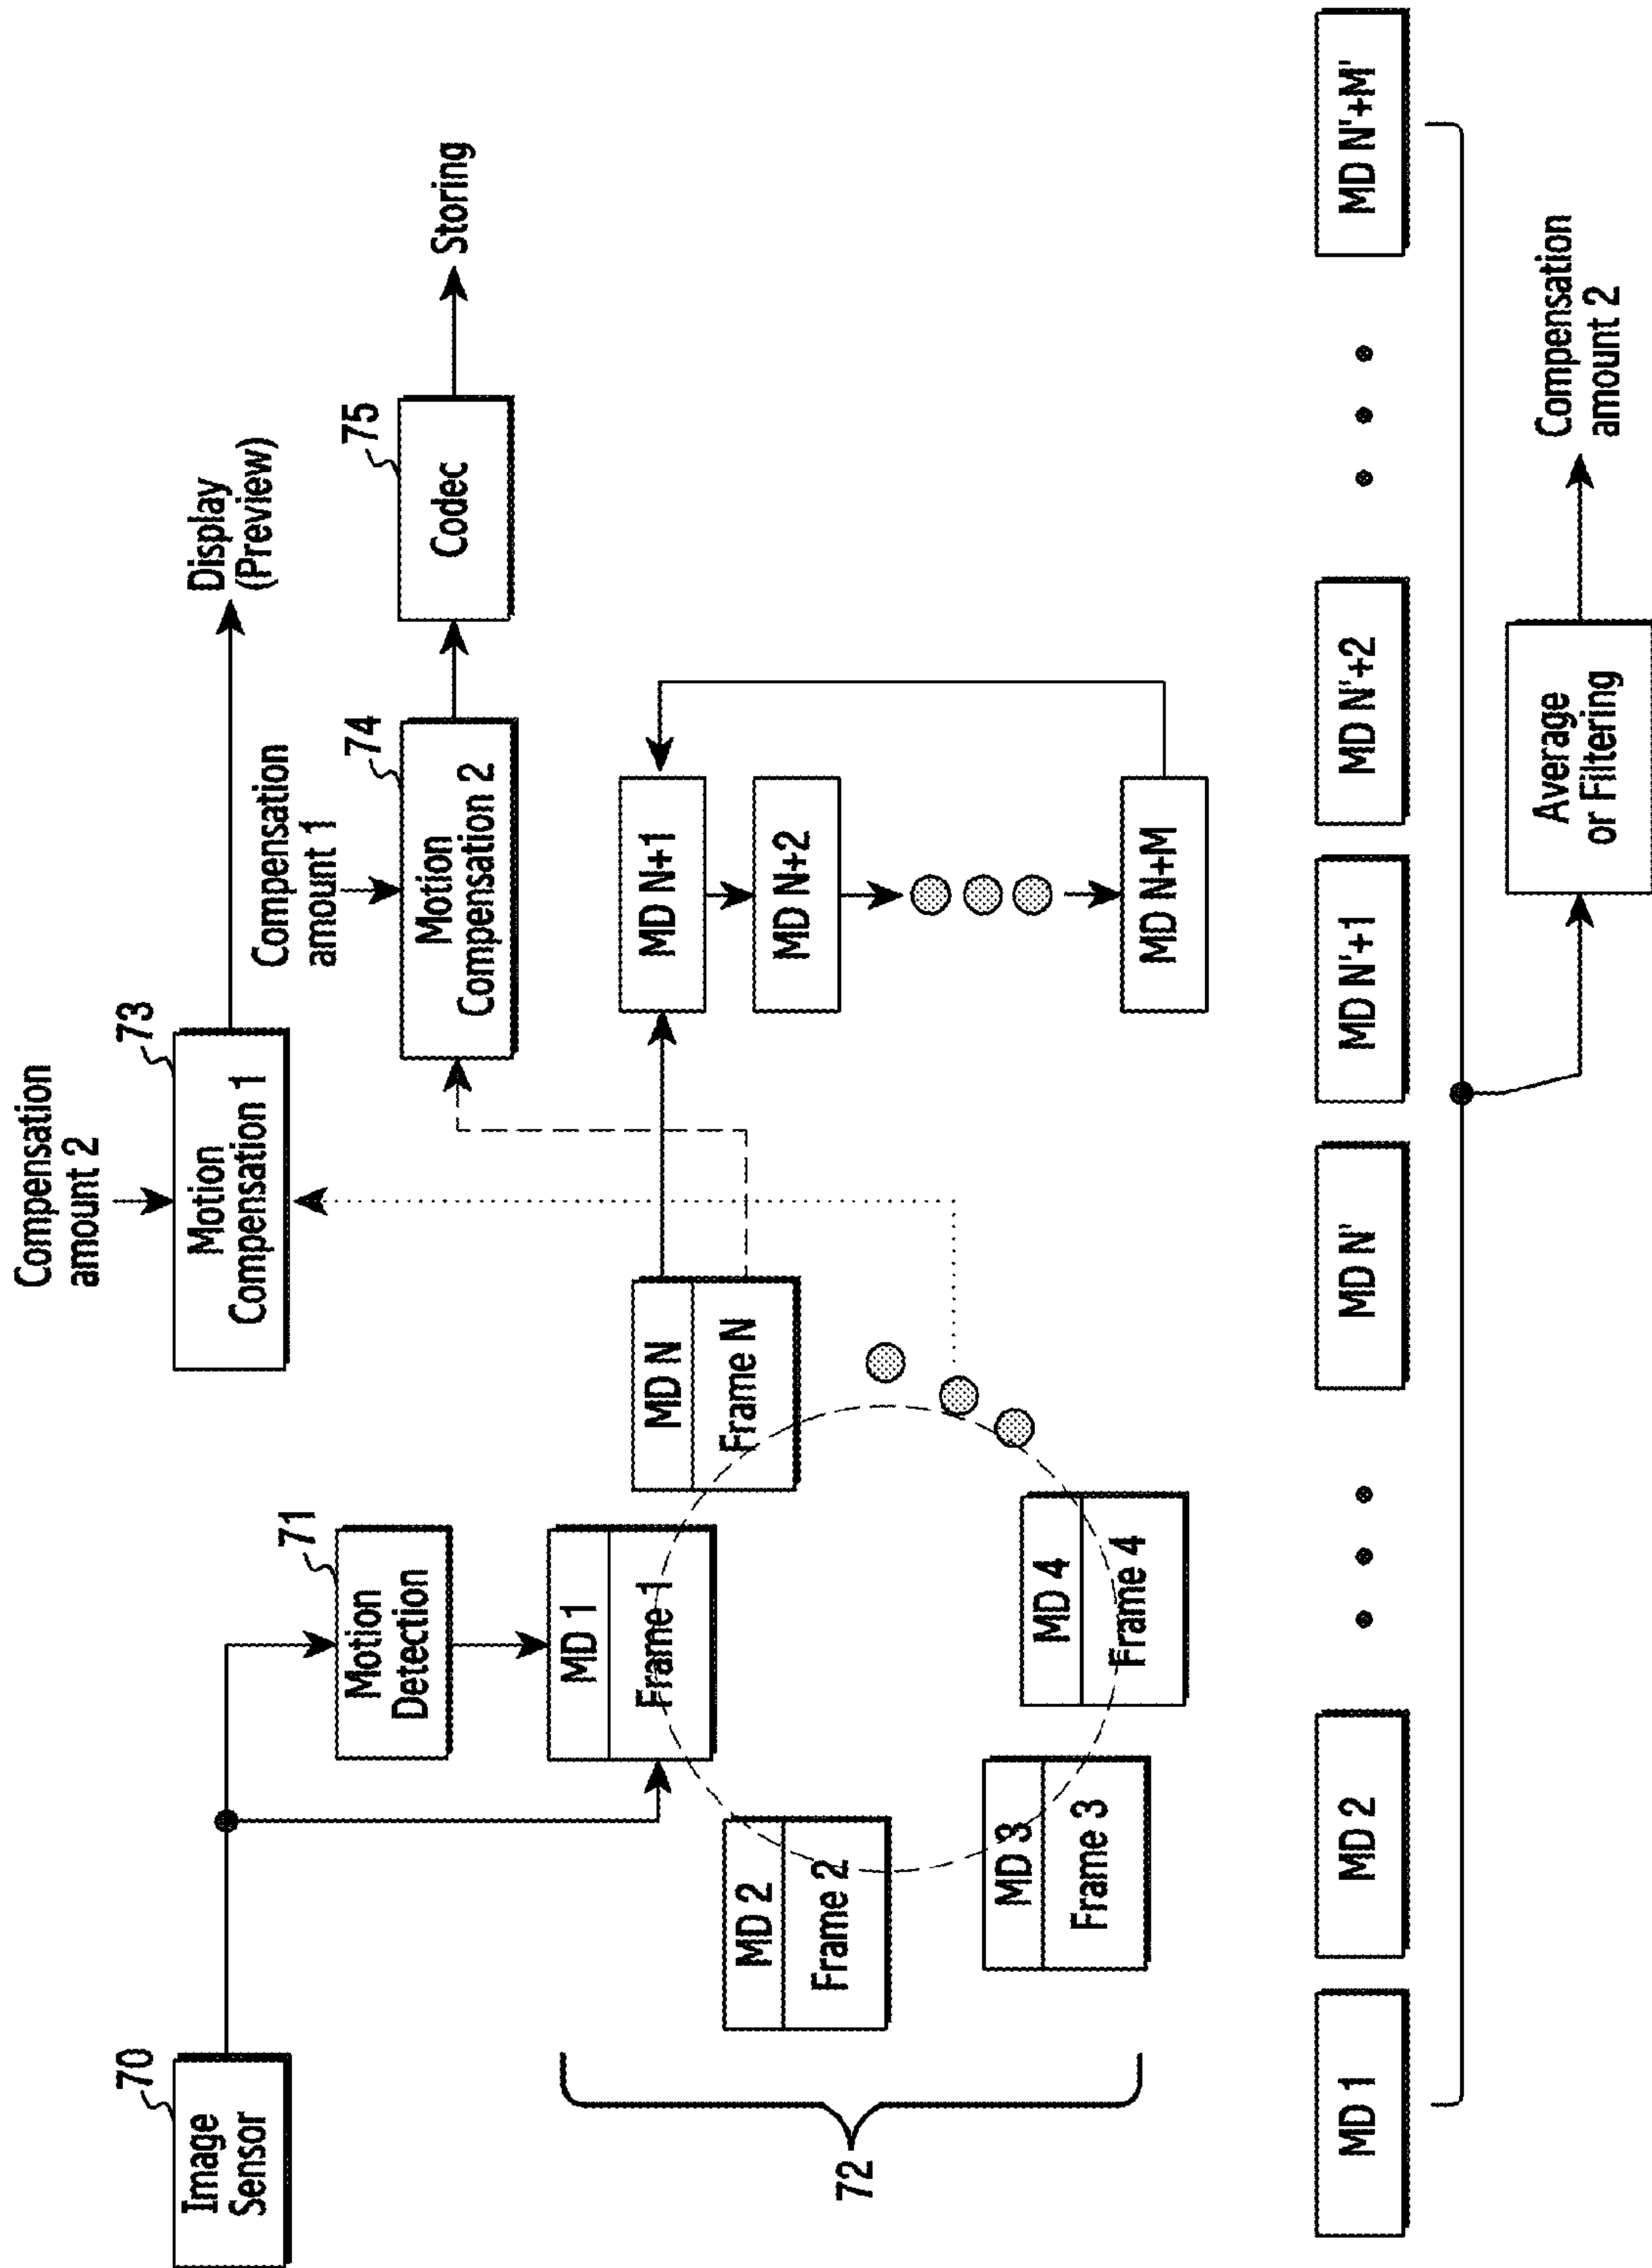 Image
Sensor
70
Motion
Detection
71
Compensation
amount 2
Motion
Compensation 1
73
Display
(Preview)
Compensation
amount 1
Motion
Compensation 2
74
Codec
75
Storing
72
MD 1
Frame 1
MD 2
Frame 2
MD 3
Frame 3
MD 4
Frame 4
MD N
Frame N
MD N+1
MD N+2
MD N+M
MD 1
MD 2
MD N'
MD N'+1
MD N'+2
MD N'+M'
Average
or Filtering
Compensation
amount 2